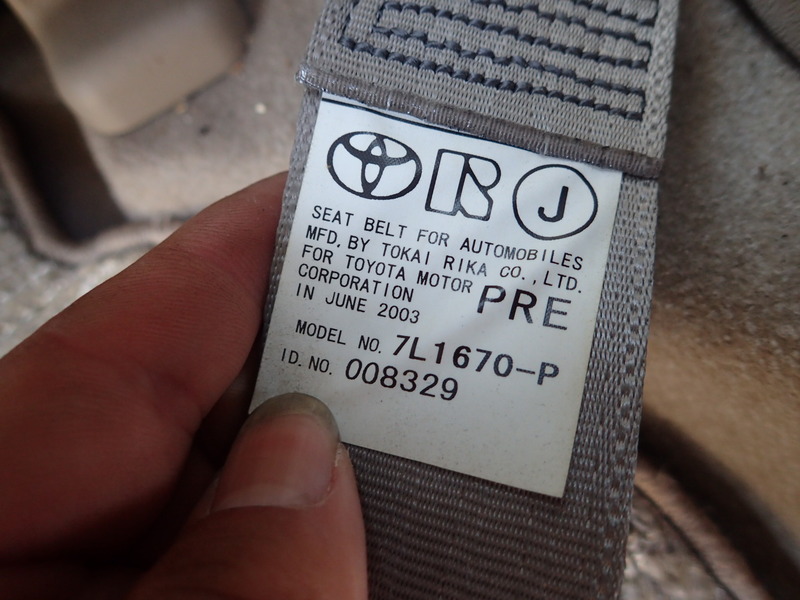 J
SEAT BELT FOR AUTOMOBILES
MFD. BY TOKAI RIKA CO., LTD.
FOR TOYOTA MOTOR
CORPORATION
PRE
IN JUNE 2003
MODEL NO. 7L1670-P
ID. NO. 008329